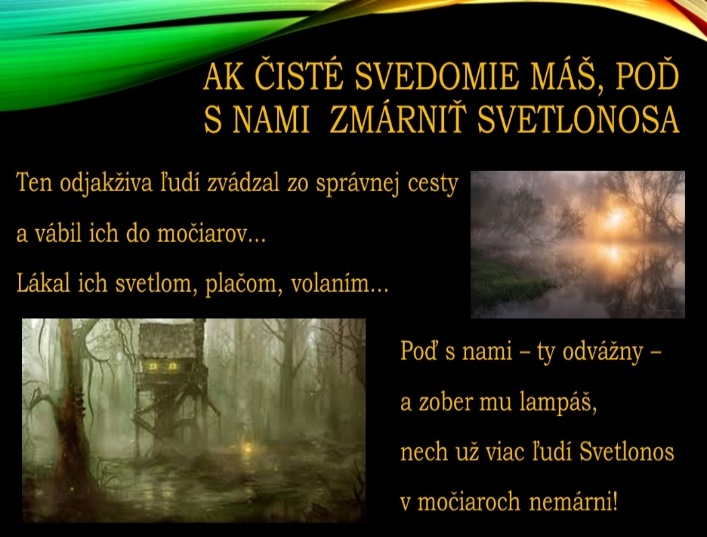 AK ČISTÉ SVEDOMIE MÁŠ, POĎ
S NAMI ZMÁRNIŤ SVETLONOSA
Ten odjakživa ľudí zvádzal zo správnej cesty
a vábil ich do močiarov...
Lákal ich svetlom, plačom, volaním...
Poď s nami – ty odvážny –
a zober mu lampáš,
nech už viac ľudí Svetlonos
v močiaroch nemárni!